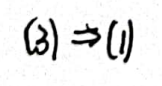 (3) ⇒ (1)